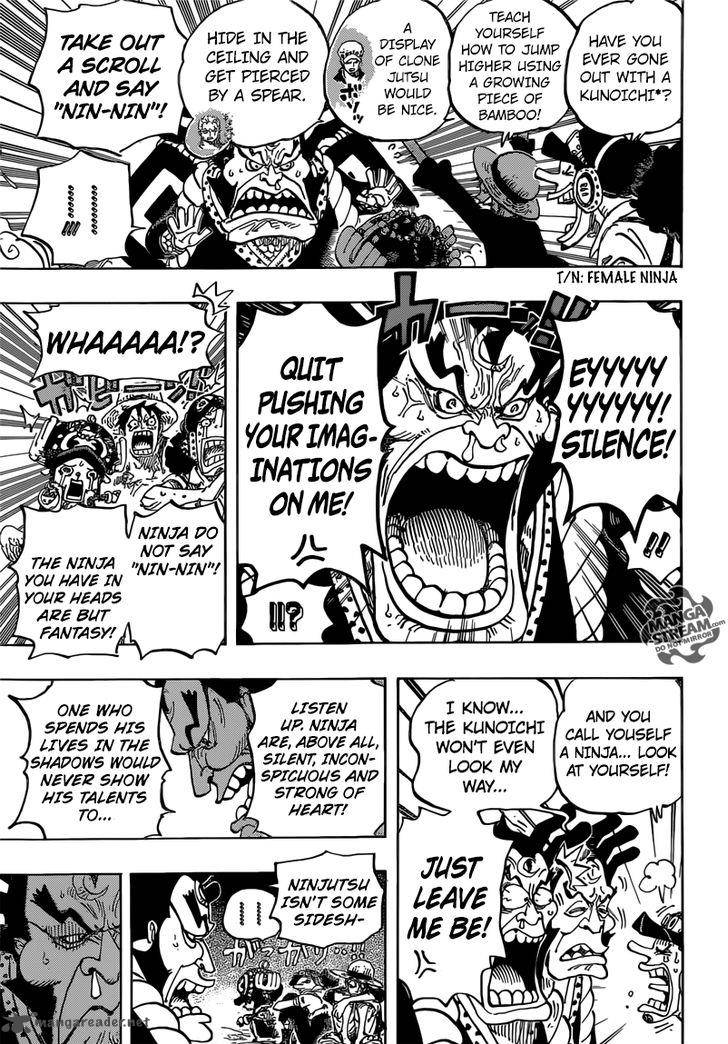 HAVE YOU
EVER GONE
OUT WITH A
KUNOICHI*?
TEACH
YOURSELF
HOW TO JUMP
HIGHER USING
A GROWING
PIECE OF
BAMBOO!
A
DISPLAY
OF CLONE
JUTSU
WOULD
BE NICE.
HIDE IN THE
CEILING AND
GET PIERCED
BY A SPEAR.
TAKE OUT
A SCROLL
AND SAY
"NIN-NIN"!
!!!
T/N: FEMALE NINJA
EYYYYY
YYYYYY!
SILENCE!
QUIT
PUSHING
YOUR IMAG-
INATIONS
ON ME!
!!
!!?
WHAAAAA!?
NINJA DO
NOT SAY
"NIN-NIN"!
THE NINJA
YOU HAVE IN
YOUR HEADS
ARE BUT
FANTASY!
MANGA
STREAM.com
DO NOT MIRROR
AND YOU
CALL YOUSELF
A NINJA... LOOK
AT YOURSELF!
I KNOW...
THE KUNOICHI
WON'T EVEN
LOOK MY
WAY...
JUST
LEAVE
ME BE!
LISTEN
UP. NINJA
ARE, ABOVE ALL,
SILENT, INCON-
SPICUOUS AND
STRONG OF
HEART!
ONE WHO
SPENDS HIS
LIVES IN THE
SHADOWS WOULD
NEVER SHOW
HIS TALENTS
TO...
NINJUTSU
ISN'T SOME
SIDESH-
mangareader.net